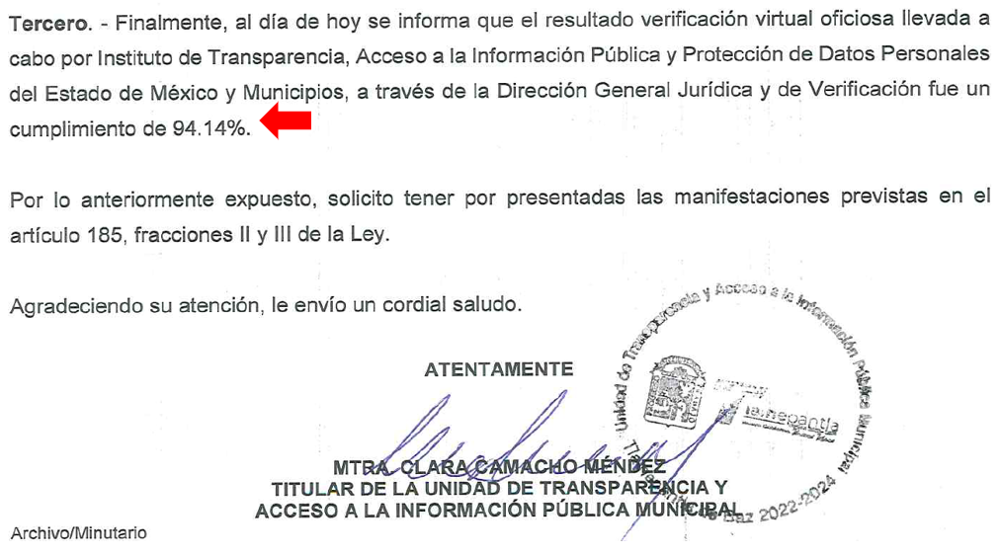 Tercero. - Finalmente, al día de hoy se informa que el resultado verificación virtual oficiosa llevada a
cabo por Instituto de Transparencia, Acceso a la Información Pública y Protección de Datos Personales
del Estado de México y Municipios, a través de la Dirección General Jurídica y de Verificación fue un
cumplimiento de 94.14%.
Por lo anteriormente expuesto, solicito tener por presentadas las manifestaciones previstas en el
artículo 185, fracciones II y III de la Ley.
Agradeciendo su atención, le envío un cordial saludo.
Unidad de Transparencia y Acceso a la Información Pública Municipal
Tlalnepantla de Baz 2022-2024
tlalnepantla
ATENTAMENTE
MTRA. CLARA CAMACHO MÉNDEZ
TITULAR DE LA UNIDAD DE TRANSPARENCIA Y
ACCESO A LA INFORMACIÓN PÚBLICA MUNICIPAL
Archivo/Minutario